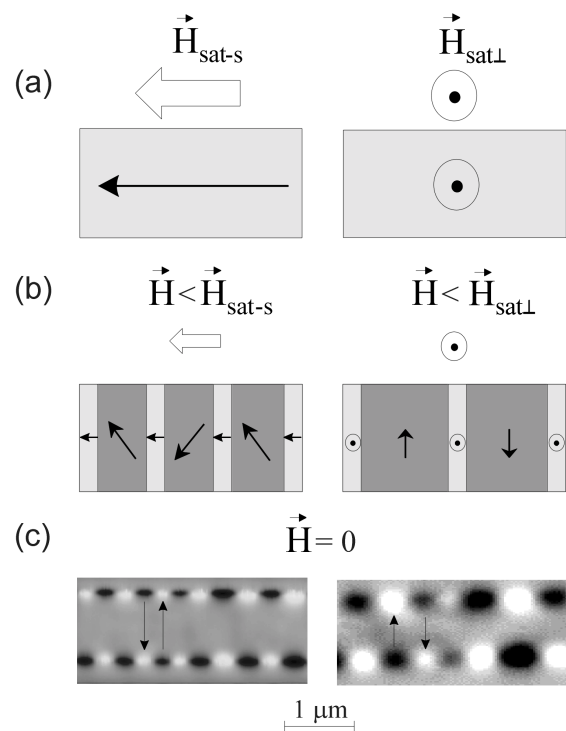 H⃗sat-s H⃗sat⊥
(a)
(b)
H⃗ < H⃗sat-s H⃗ < H⃗sat⊥
(c)
H⃗ = 0
1 μm